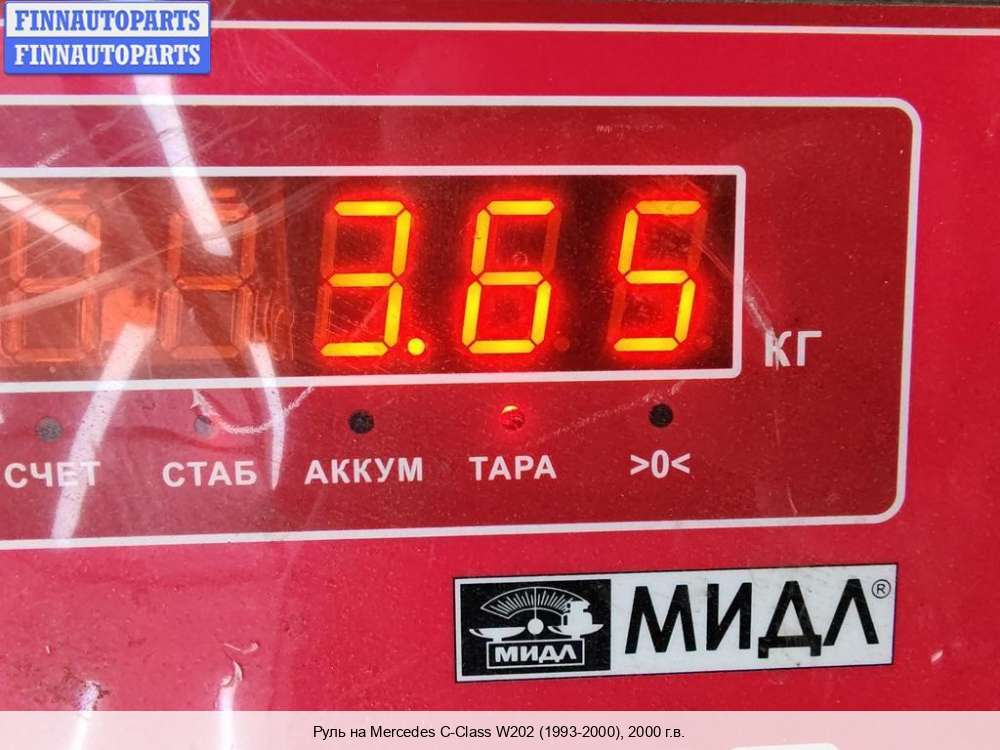 FINNAUTOPARTS
FINNAUTOPARTS
3.65
КГ
СЧЕТ СТАБ АККУМ ТАРА >0<
МИДЛ МИДЛ®
Руль на Mercedes C-Class W202 (1993-2000), 2000 г.в.